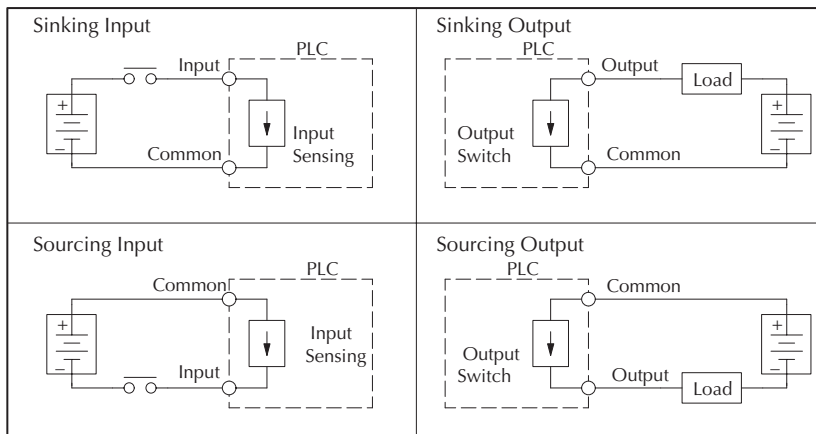 Sinking Input
PLC
Input
+
–
Input
Sensing
Common
Sinking Output
PLC
Output
Load
+
–
Output
Switch
Common
Sourcing Input
PLC
Common
+
–
Input
Sensing
Input
Sourcing Output
PLC
Common
+
–
Output
Switch
Output
Load